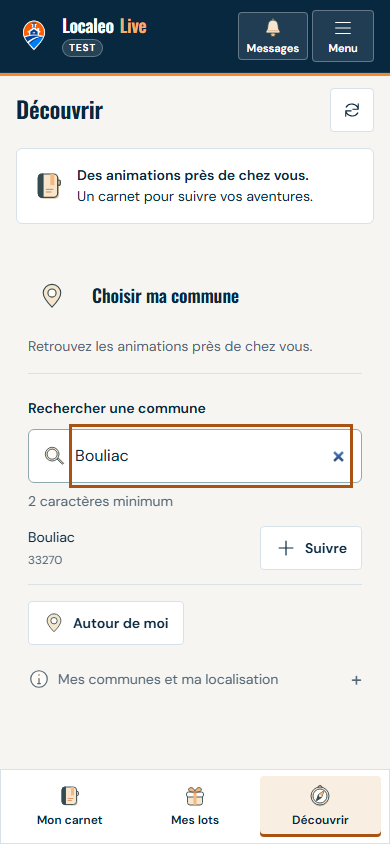 Localeo Live
TEST
Messages
Menu
Découvrir
Des animations près de chez vous.
Un carnet pour suivre vos aventures.
Choisir ma commune
Retrouvez les animations près de chez vous.
Rechercher une commune
Bouliac
2 caractères minimum
Bouliac
33270
Suivre
Autour de moi
Mes communes et ma localisation
Mon carnet
Mes lots
Découvrir